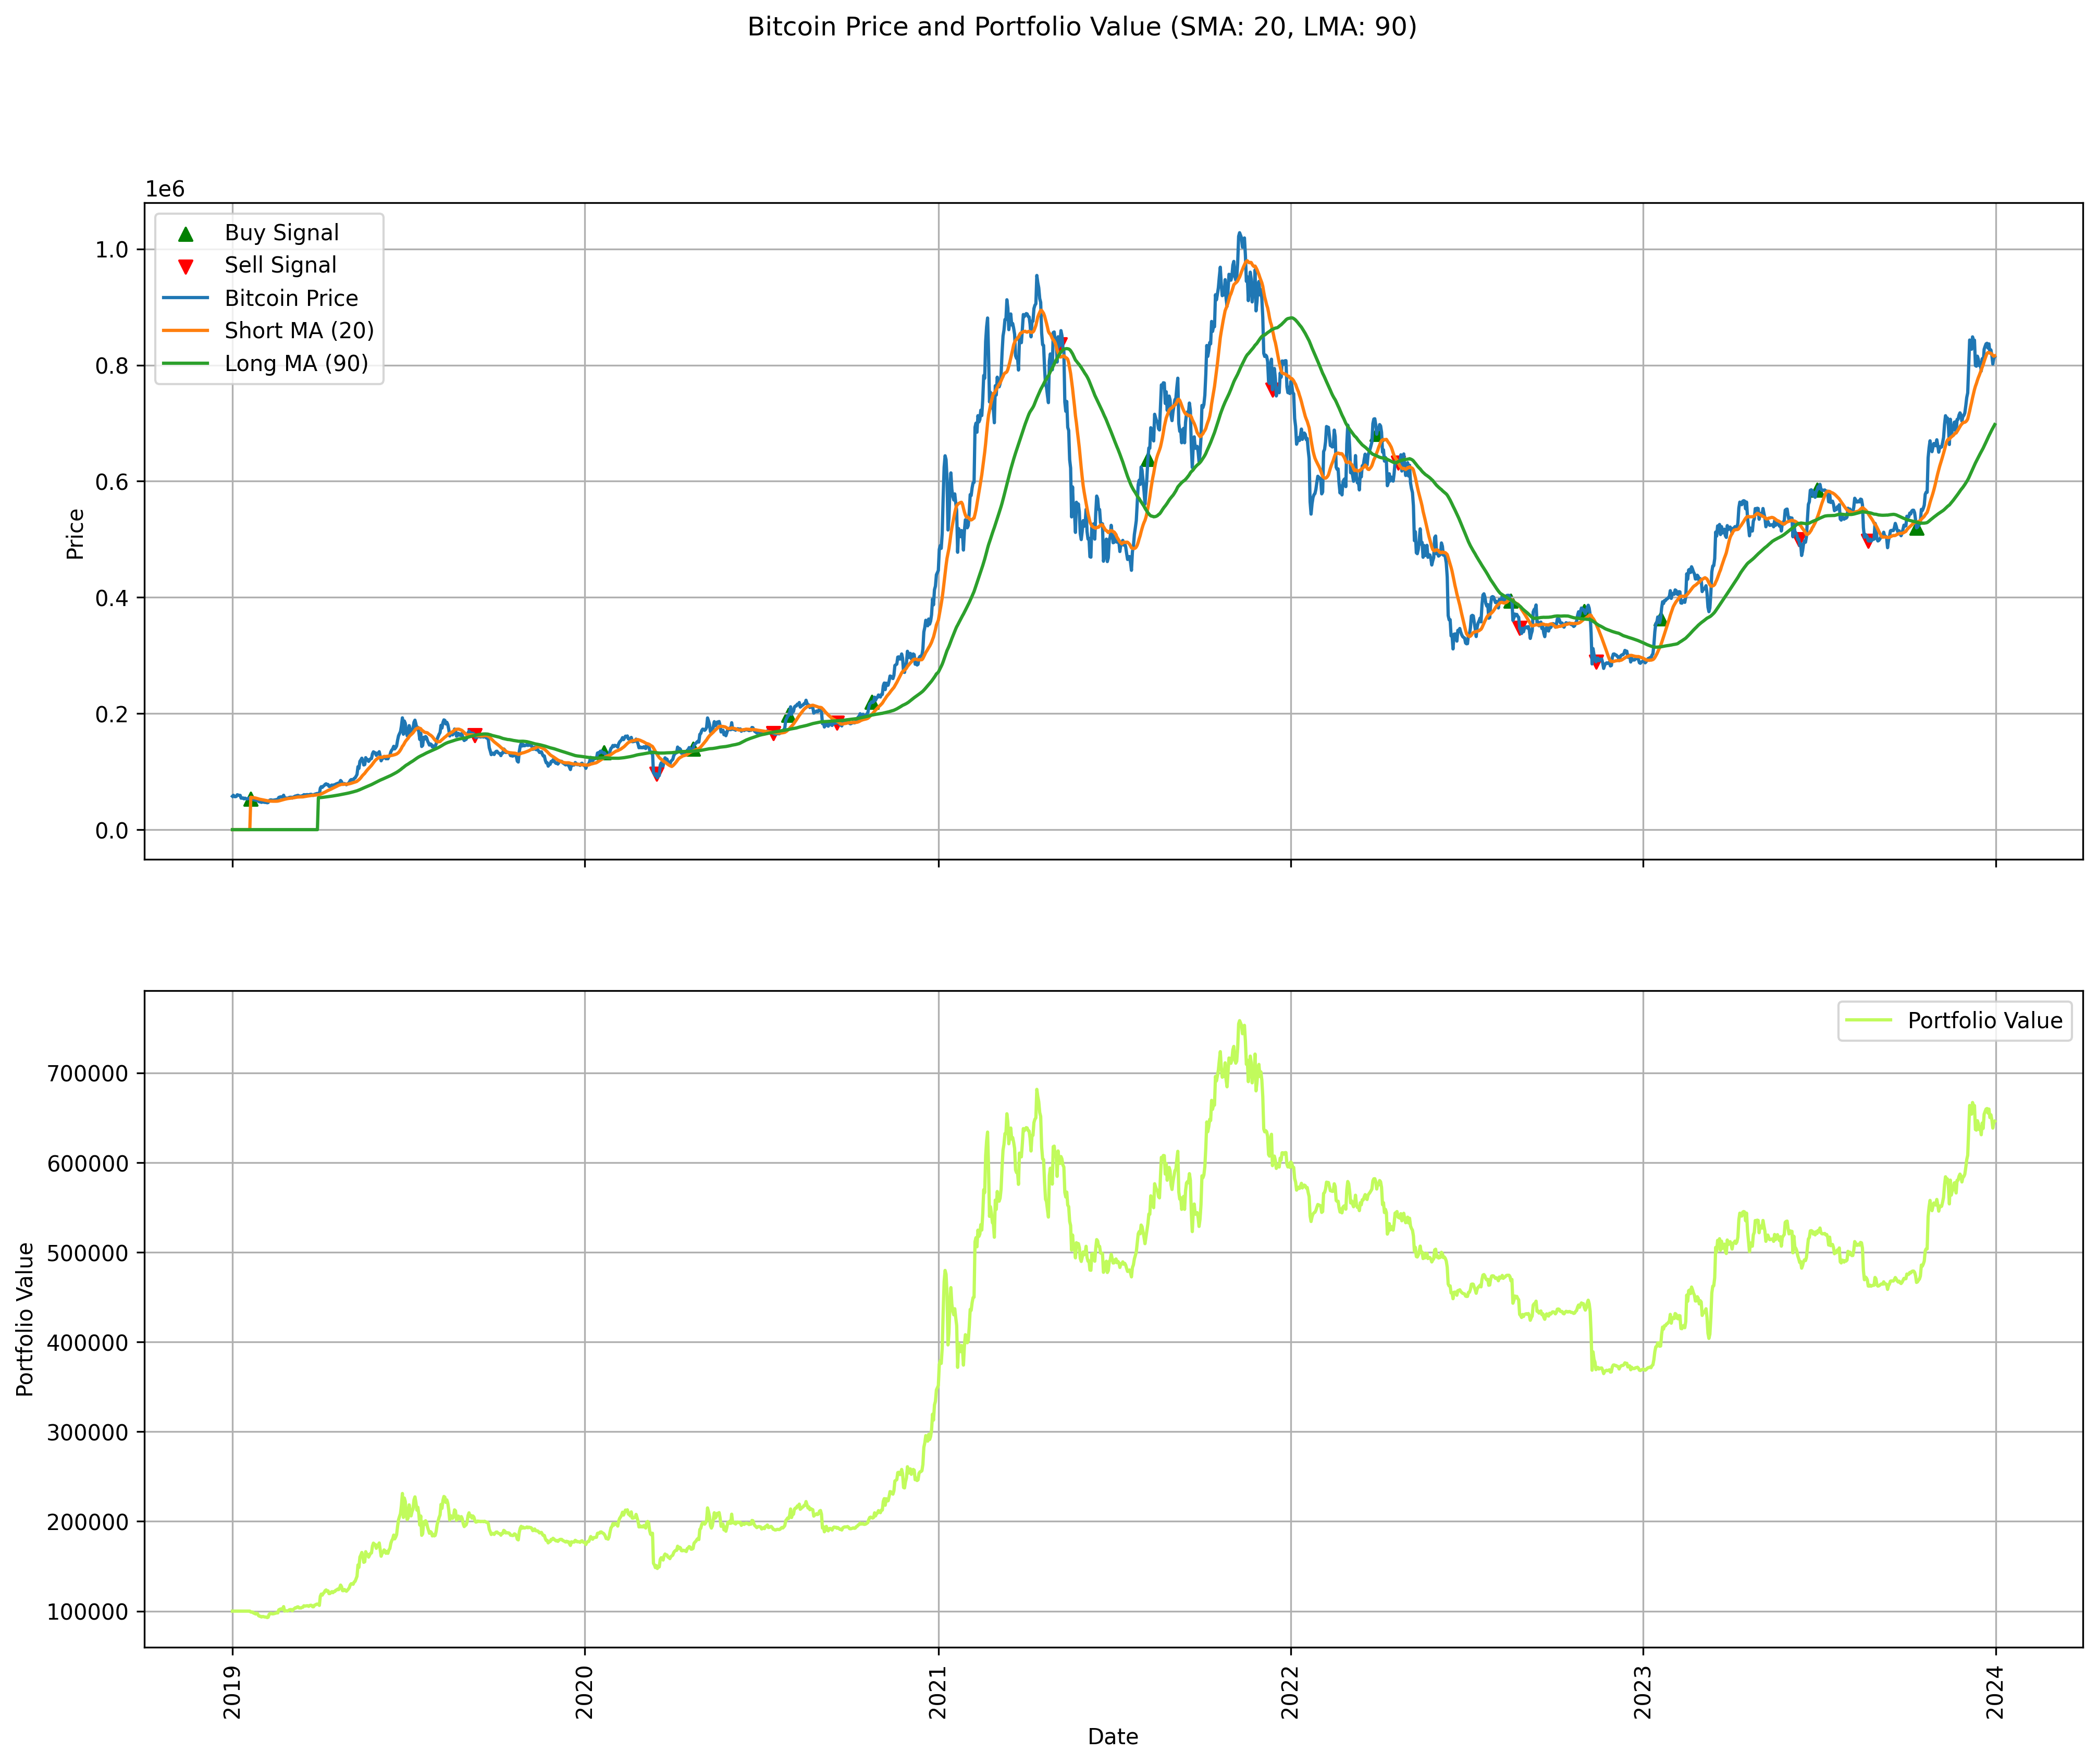 Bitcoin Price and Portfolio Value (SMA: 20, LMA: 90)
1e6
Buy Signal
Sell Signal
Bitcoin Price
Short MA (20)
Long MA (90)
1.0
0.8
0.6
0.4
0.2
0.0
Price
Portfolio Value
700000
600000
500000
400000
300000
200000
100000
Portfolio Value
2019
2020
2021
2022
2023
2024
Date